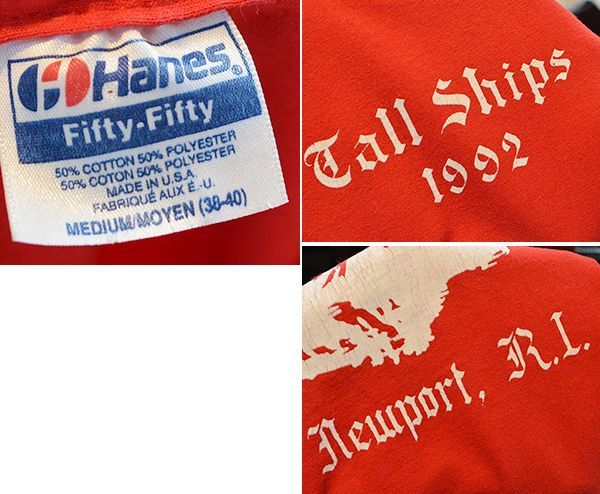 Hanes®
Fifty-Fifty
50% COTTON 50% POLYESTER
50% COTON 50% POLYESTER
MADE IN U.S.A.
FABRIQUÉ AUX É.-U.
MEDIUM/MOYEN (38-40)
Tall Ships
1992
Newport, R.I.